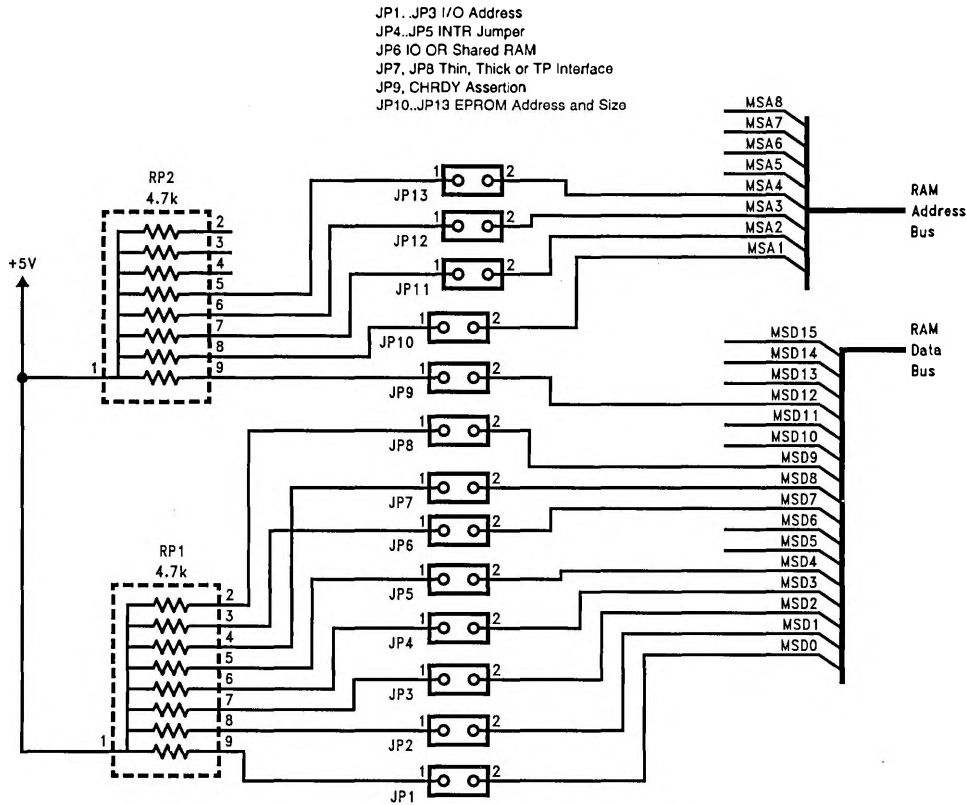 JP1..JP3 I/O Address
JP4..JP5 INTR Jumper
JP6 IO OR Shared RAM
JP7, JP8 Thin, Thick or TP Interface
JP9, CHRDY Assertion
JP10..JP13 EPROM Address and Size
MSA8
MSA7
MSA6
MSA5
MSA4
MSA3
MSA2
MSA1
RAM
Address
Bus
RP2
4.7k
2
3
4
5
6
7
8
1
9
+5V
1 2
JP13
1 2
JP12
1 2
JP11
1 2
JP10
1 2
JP9
1 2
JP8
1 2
JP7
1 2
JP6
1 2
JP5
1 2
JP4
1 2
JP3
1 2
JP2
1 2
JP1
MSD15
MSD14
MSD13
MSD12
MSD11
MSD10
MSD9
MSD8
MSD7
MSD6
MSD5
MSD4
MSD3
MSD2
MSD1
MSD0
RAM
Data
Bus
RP1
4.7k
2
3
4
5
6
7
8
1
9